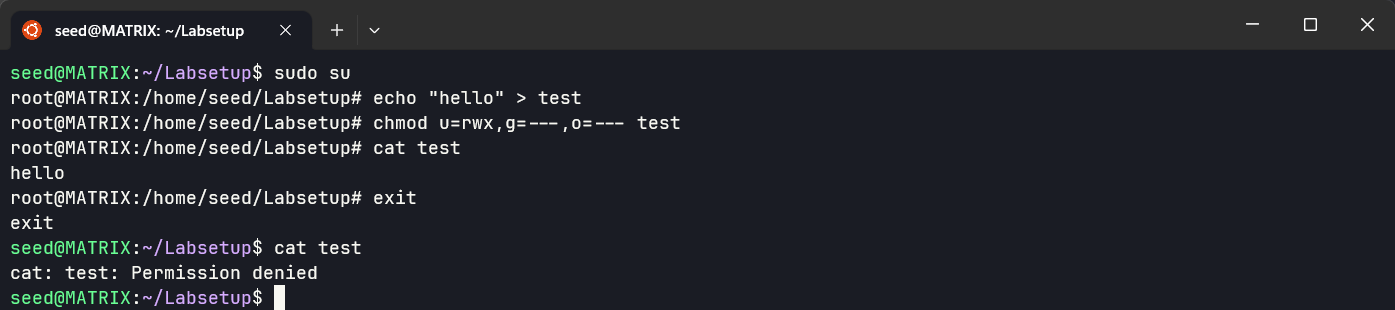 seed@MATRIX: ~/Labsetup
seed@MATRIX:~/Labsetup$ sudo su
root@MATRIX:/home/seed/Labsetup# echo "hello" > test
root@MATRIX:/home/seed/Labsetup# chmod u=rwx,g=---,o=--- test
root@MATRIX:/home/seed/Labsetup# cat test
hello
root@MATRIX:/home/seed/Labsetup# exit
exit
seed@MATRIX:~/Labsetup$ cat test
cat: test: Permission denied
seed@MATRIX:~/Labsetup$